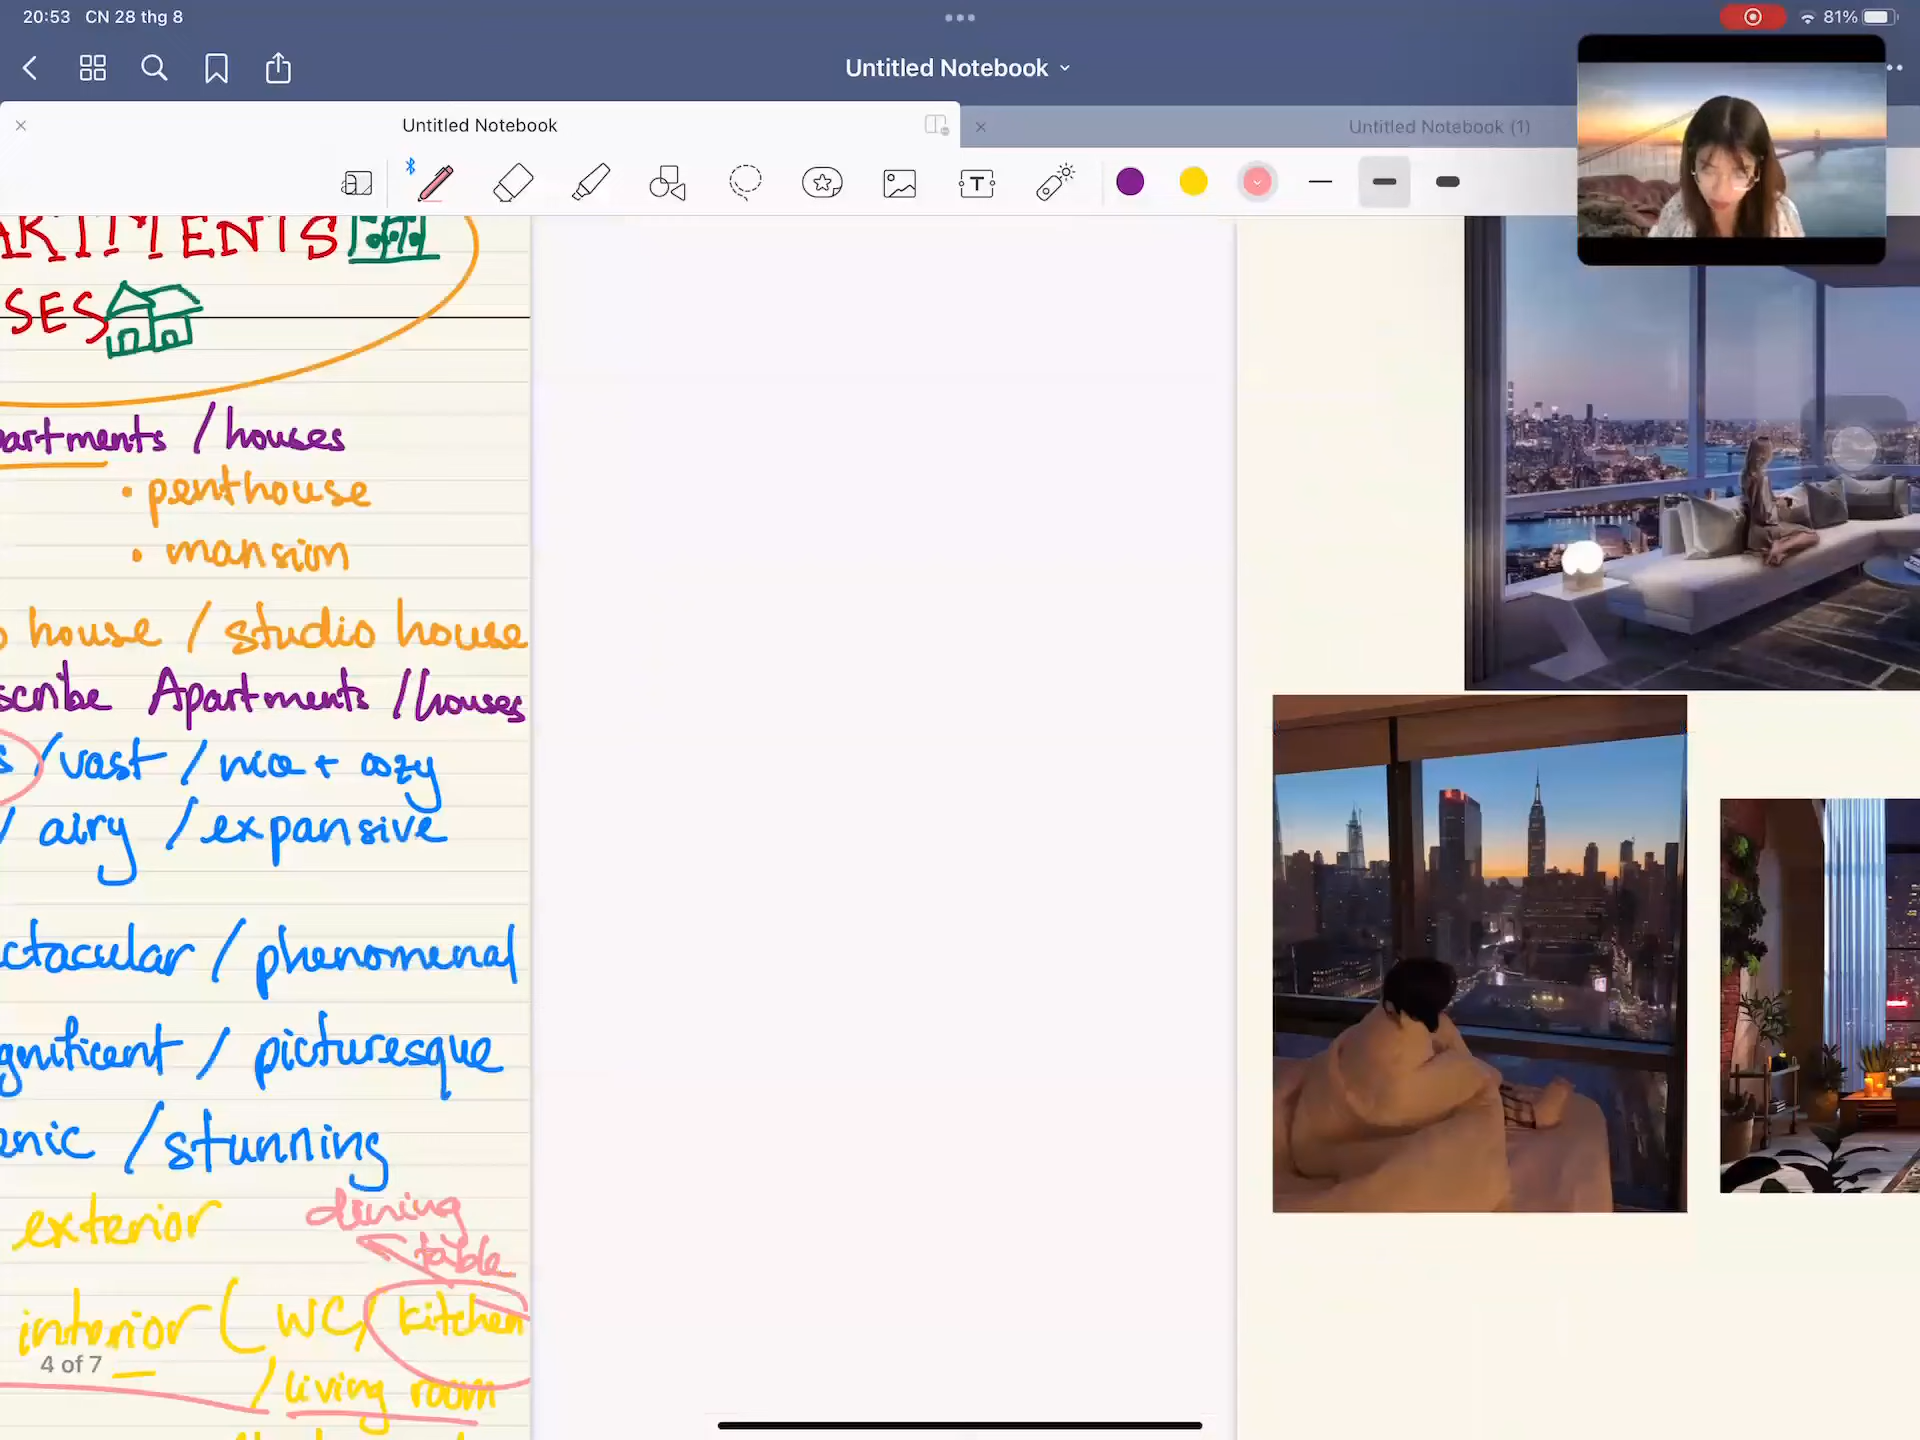 20:53 CN 28 thg 8
81%
Untitled Notebook
Untitled Notebook
Untitled Notebook (1)
T
ARTMENTS
SES
partments / houses
• penthouse
• mansion
house / studio house
scribe Apartments / houses
s / vast / nice + cozy
/ airy / expansive
ctacular / phenomenal
gnificent / picturesque
enic / stunning
exterior
dining
table
interior ( WC / kitchen
4 of 7
/ living room